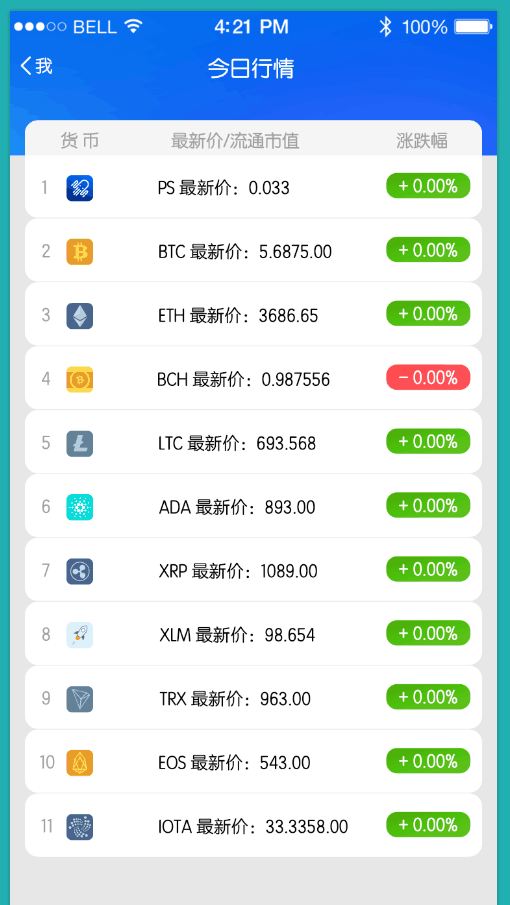 BELL 4:21 PM 100%
我 今日行情
货币 最新价/流通市值 涨跌幅
1 PS 最新价：0.033 + 0.00%
2 BTC 最新价：5.6875.00 + 0.00%
3 ETH 最新价：3686.65 + 0.00%
4 BCH 最新价：0.987556 − 0.00%
5 LTC 最新价：693.568 + 0.00%
6 ADA 最新价：893.00 + 0.00%
7 XRP 最新价：1089.00 + 0.00%
8 XLM 最新价：98.654 + 0.00%
9 TRX 最新价：963.00 + 0.00%
10 EOS 最新价：543.00 + 0.00%
11 IOTA 最新价：33.3358.00 + 0.00%